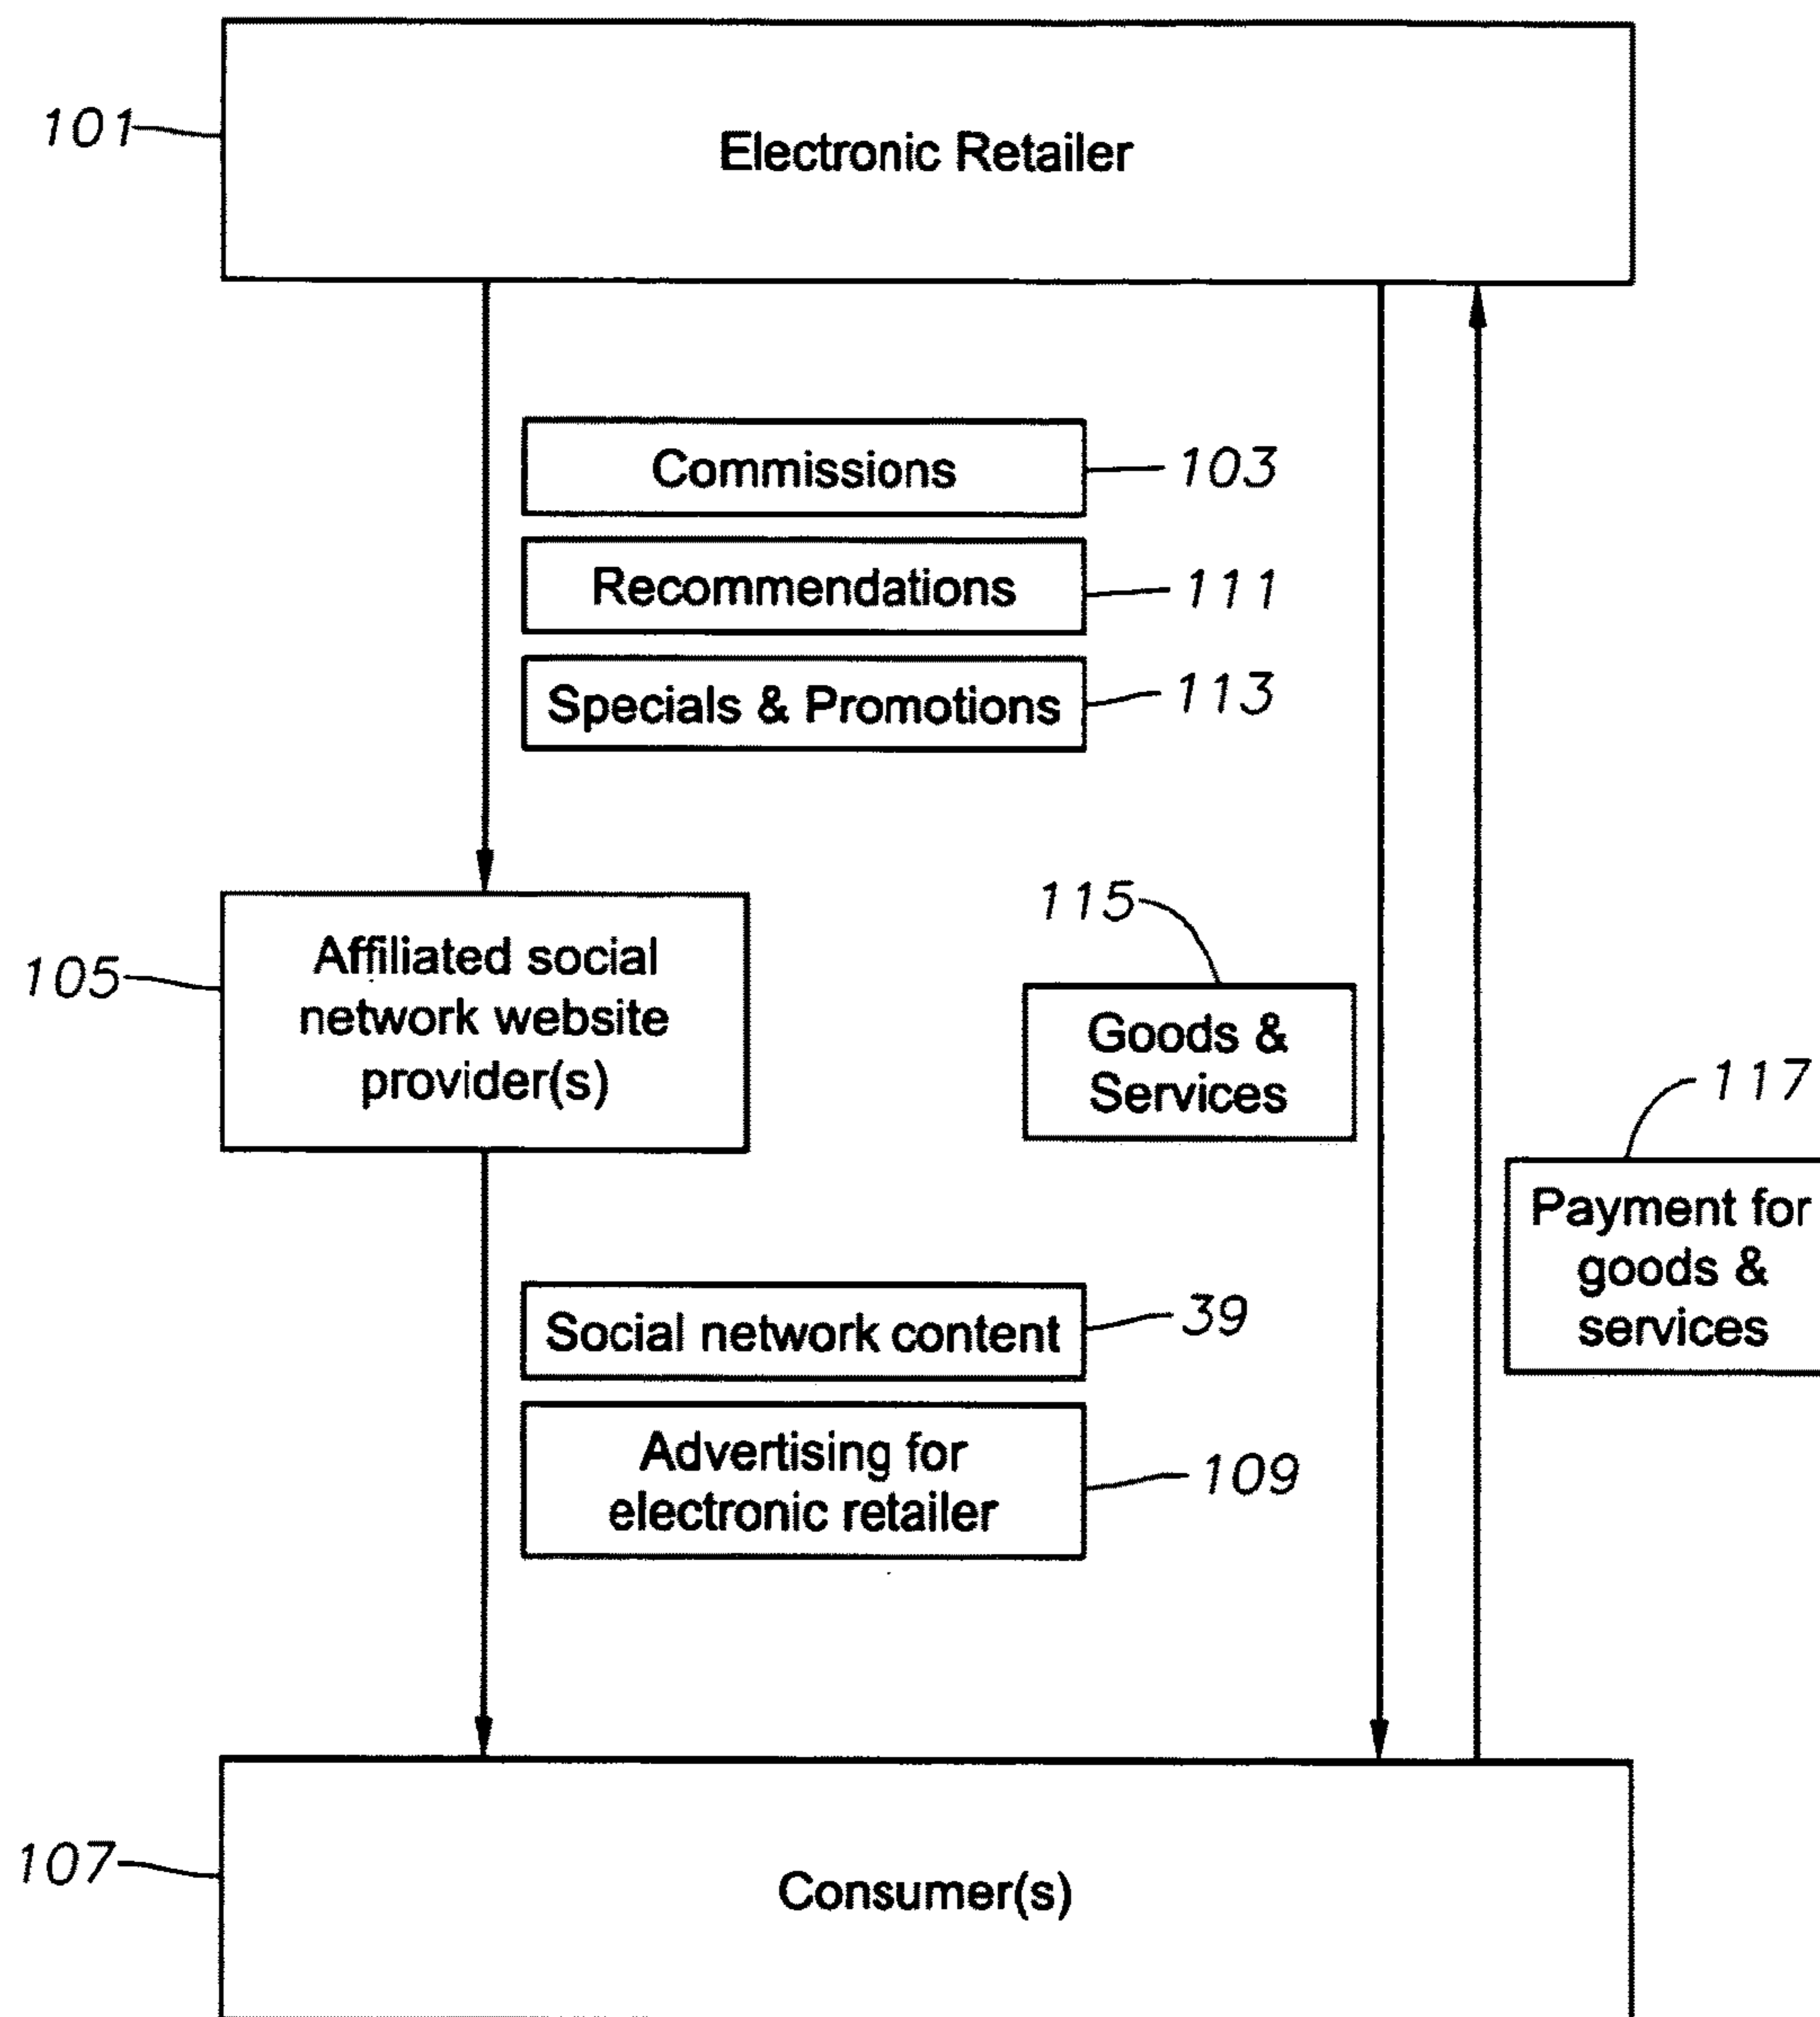 101
Electronic Retailer
Commissions
103
Recommendations
111
Specials & Promotions
113
105
Affiliated social
network website
provider(s)
115
Goods &
Services
117
Payment for
goods &
services
Social network content
39
Advertising for
electronic retailer
109
107
Consumer(s)